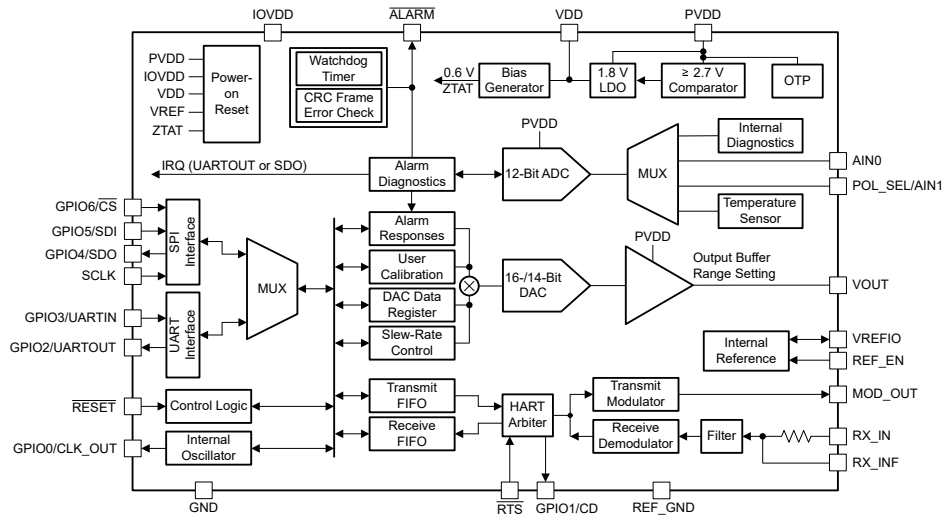 IOVDD
ALARM
VDD
PVDD
PVDD
IOVDD
VDD
VREF
ZTAT
Power-
on
Reset
Watchdog
Timer
CRC Frame
Error Check
0.6 V
ZTAT
Bias
Generator
1.8 V
LDO
≥ 2.7 V
Comparator
OTP
PVDD
IRQ (UARTOUT or SDO)
Alarm
Diagnostics
12-Bit ADC
MUX
Internal
Diagnostics
AIN0
POL_SEL/AIN1
Temperature
Sensor
GPIO6/CS
GPIO5/SDI
GPIO4/SDO
SCLK
SPI
Interface
GPIO3/UARTIN
GPIO2/UARTOUT
UART
Interface
MUX
Alarm
Responses
User
Calibration
DAC Data
Register
Slew-Rate
Control
16-/14-Bit
DAC
PVDD
Output Buffer
Range Setting
VOUT
Internal
Reference
VREFIO
REF_EN
RESET
Control Logic
GPIO0/CLK_OUT
Internal
Oscillator
Transmit
FIFO
Receive
FIFO
HART
Arbiter
Transmit
Modulator
MOD_OUT
Receive
Demodulator
Filter
RX_IN
RX_INF
GND
RTS
GPIO1/CD
REF_GND